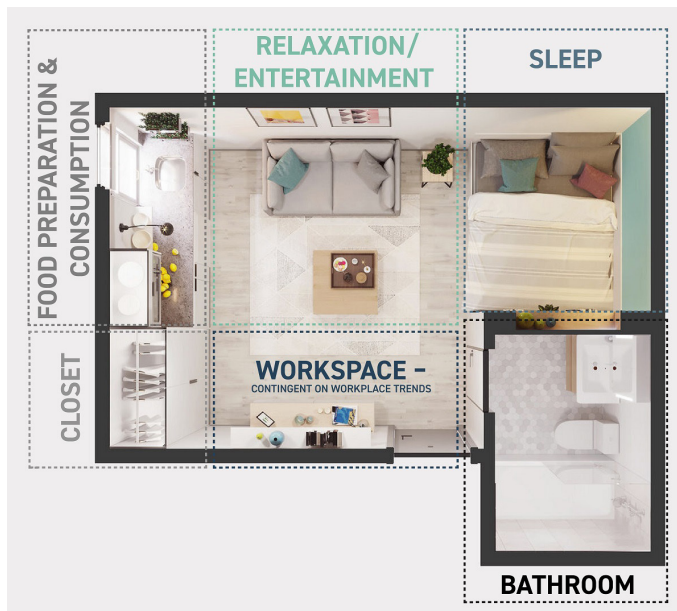 RELAXATION/
ENTERTAINMENT
SLEEP
FOOD PREPARATION &
CONSUMPTION
CLOSET
WORKSPACE –
CONTINGENT ON WORKPLACE TRENDS
BATHROOM